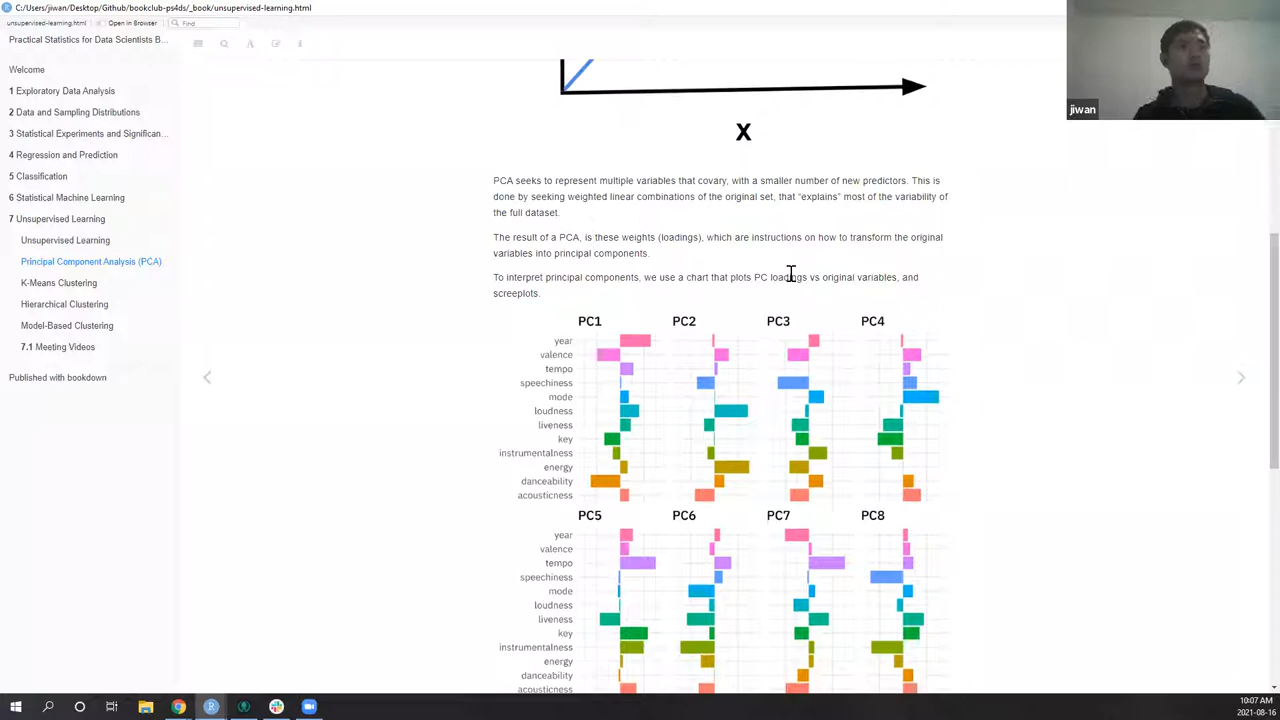 C:/Users/jiwan/Desktop/Github/bookclub-ps4ds/_book/unsupervised-learning.html
unsupervised-learning.html
Open in Browser
Find
Practical Statistics for Data Scientists B...
Welcome
1 Exploratory Data Analysis
2 Data and Sampling Distributions
3 Statistical Experiments and Significan...
4 Regression and Prediction
5 Classification
6 Statistical Machine Learning
7 Unsupervised Learning
Unsupervised Learning
Principal Component Analysis (PCA)
K-Means Clustering
Hierarchical Clustering
Model-Based Clustering
7.1 Meeting Videos
Published with bookdown
jiwan
X
PCA seeks to represent multiple variables that covary, with a smaller number of new predictors. This is
done by seeking weighted linear combinations of the original set, that “explains” most of the variability of
the full dataset.
The result of a PCA, is these weights (loadings), which are instructions on how to transform the original
variables into principal components.
To interpret principal components, we use a chart that plots PC loadings vs original variables, and
screeplots.
PC1 PC2 PC3 PC4
year
valence
tempo
speechiness
mode
loudness
liveness
key
instrumentalness
energy
danceability
acousticness
PC5 PC6 PC7 PC8
year
valence
tempo
speechiness
mode
loudness
liveness
key
instrumentalness
energy
danceability
acousticness
10:07 AM
2021-08-16